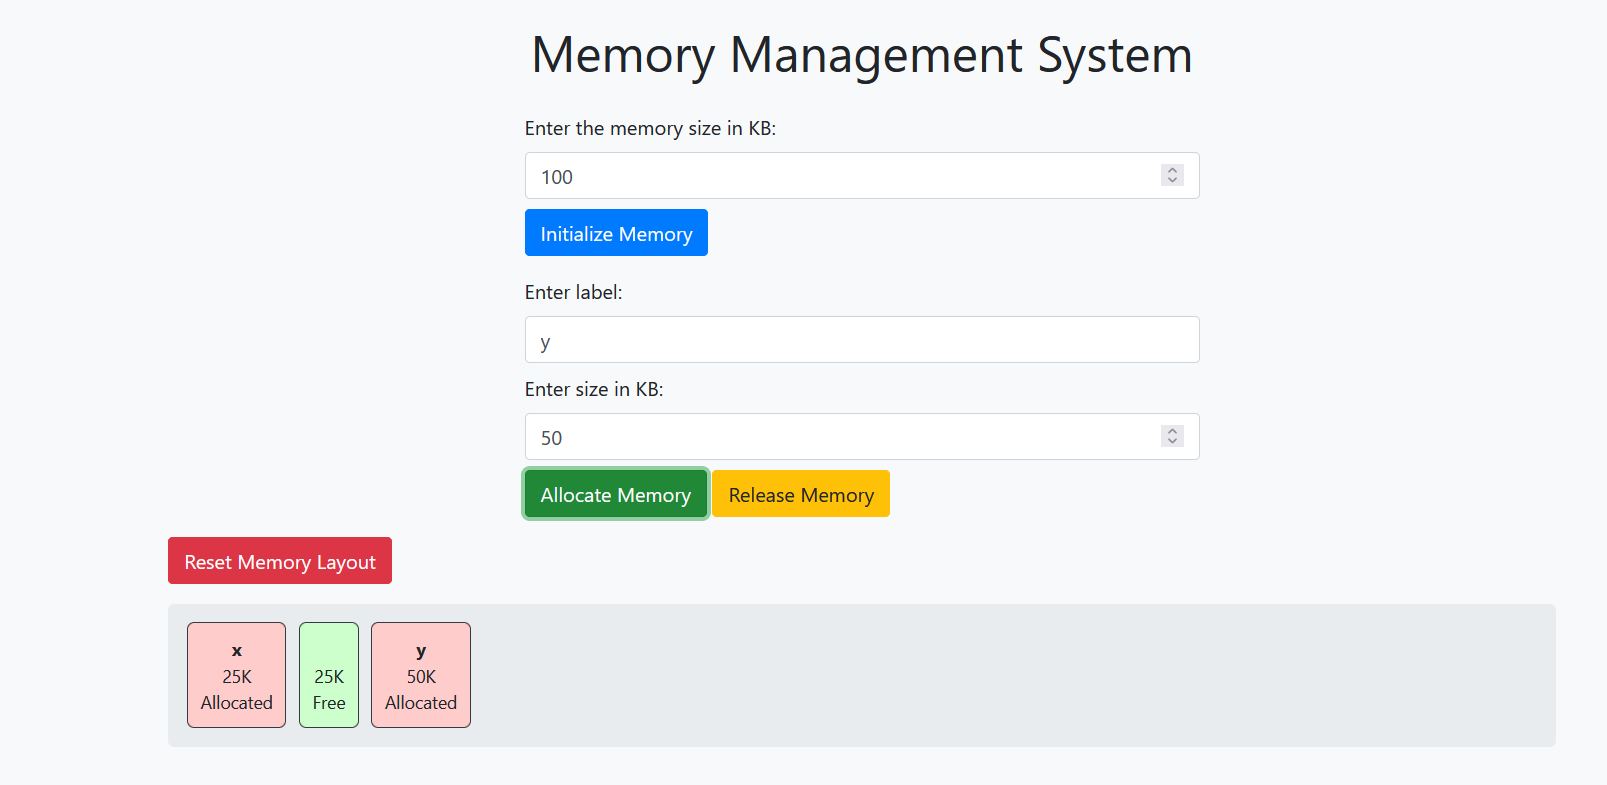 Memory Management System
Enter the memory size in KB:
100
Initialize Memory
Enter label:
y
Enter size in KB:
50
Allocate Memory Release Memory
Reset Memory Layout
x
25K
Allocated
25K
Free
y
50K
Allocated